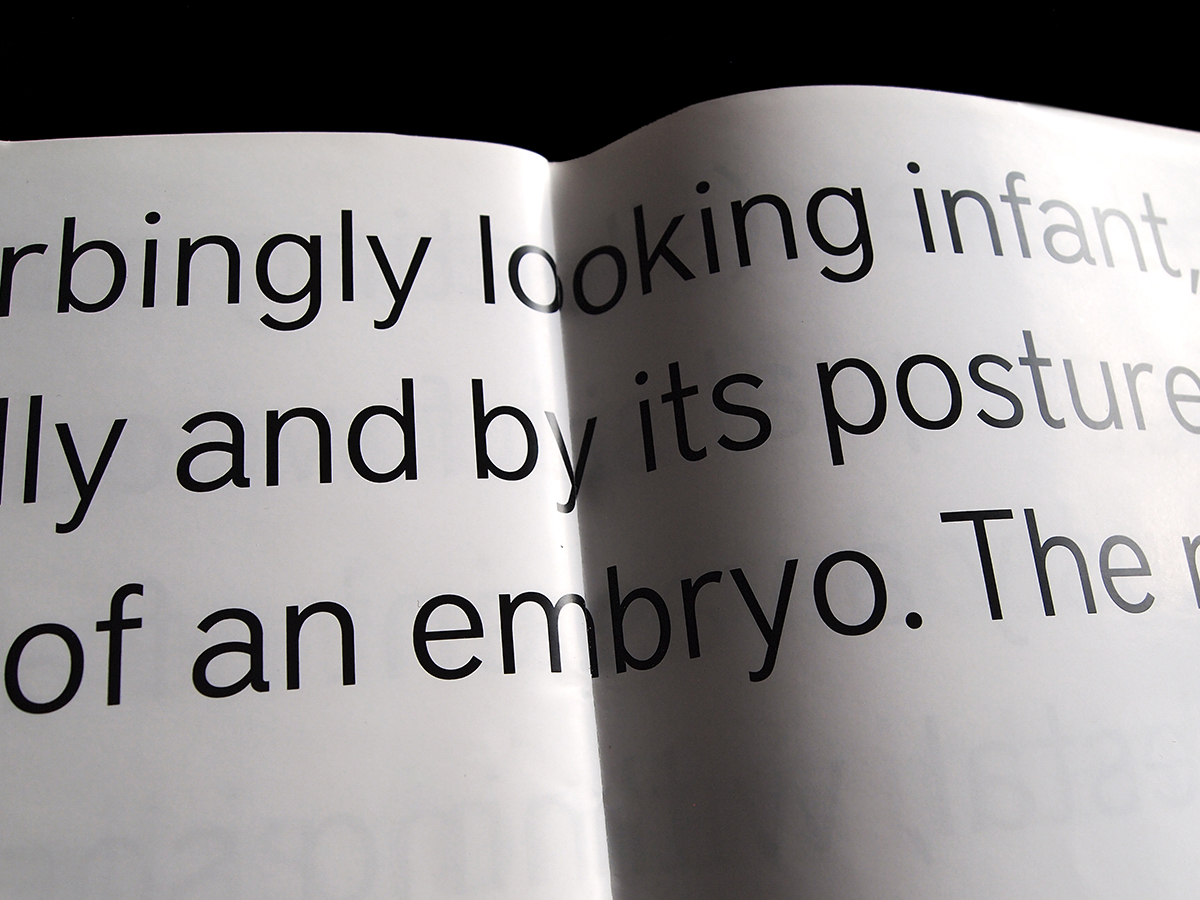 rbingly looking infant,
lly and by its posture
of an embryo. The r